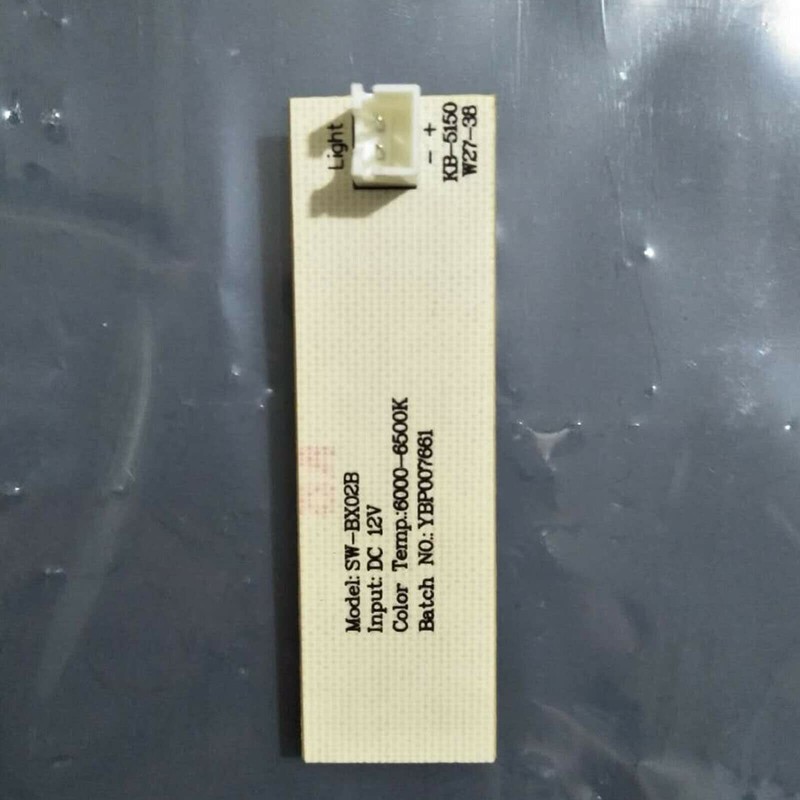 Light
- +
KB-5150
W27-38
Model: SW-BX02B
Input: DC 12V
Color Temp.:6000-6500K
Batch NO.: YBP007661